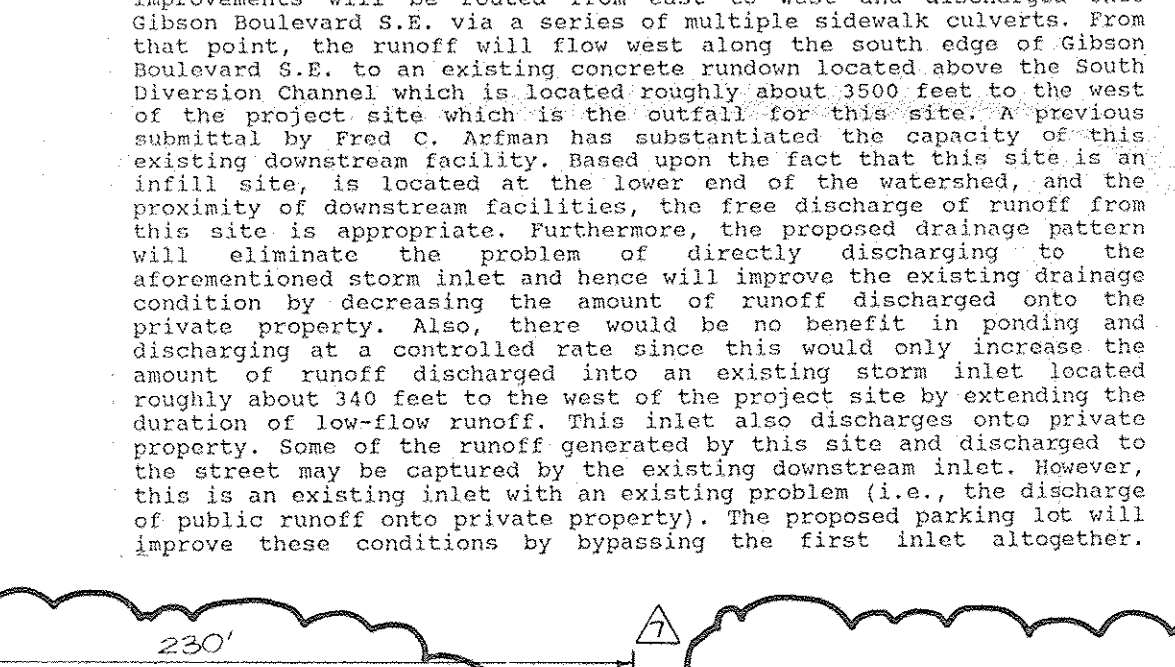 improvements will be routed from east to west and discharged onto
Gibson Boulevard S.E. via a series of multiple sidewalk culverts. From
that point, the runoff will flow west along the south edge of Gibson
Boulevard S.E. to an existing concrete rundown located above the South
Diversion Channel which is located roughly about 3500 feet to the west
of the project site which is the outfall for this site. A previous
submittal by Fred C. Arfman has substantiated the capacity of this
existing downstream facility. Based upon the fact that this site is an
infill site, is located at the lower end of the watershed, and the
proximity of downstream facilities, the free discharge of runoff from
this site is appropriate. Furthermore, the proposed drainage pattern
will eliminate the problem of directly discharging to the
aforementioned storm inlet and hence will improve the existing drainage
condition by decreasing the amount of runoff discharged onto the
private property. Also, there would be no benefit in ponding and
discharging at a controlled rate since this would only increase the
amount of runoff discharged into an existing storm inlet located
roughly about 340 feet to the west of the project site by extending the
duration of low-flow runoff. This inlet also discharges onto private
property. Some of the runoff generated by this site and discharged to
the street may be captured by the existing downstream inlet. However,
this is an existing inlet with an existing problem (i.e., the discharge
of public runoff onto private property). The proposed parking lot will
improve these conditions by bypassing the first inlet altogether.
7
230'